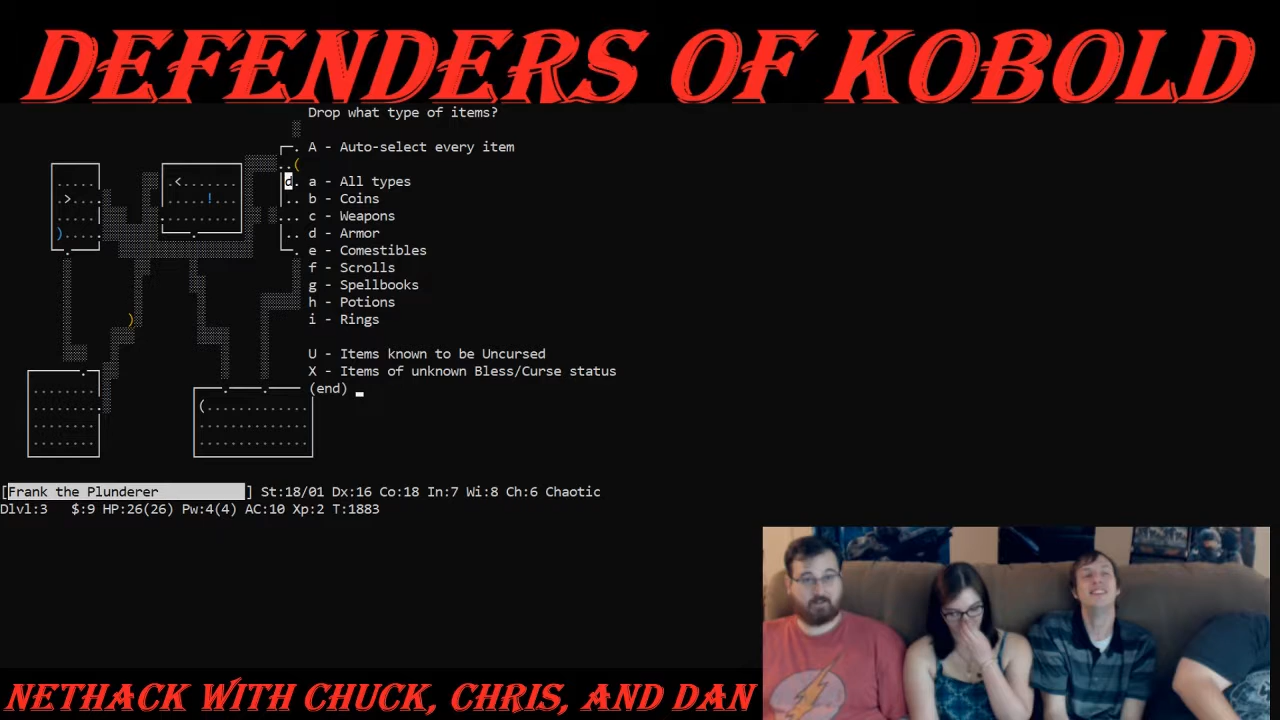 DEFENDERS OF KOBOLD
Drop what type of items?
A - Auto-select every item
a - All types
b - Coins
c - Weapons
d - Armor
e - Comestibles
f - Scrolls
g - Spellbooks
h - Potions
i - Rings
U - Items known to be Uncursed
X - Items of unknown Bless/Curse status
(end)
[Frank the Plunderer ] St:18/01 Dx:16 Co:18 In:7 Wi:8 Ch:6 Chaotic
Dlvl:3 $:9 HP:26(26) Pw:4(4) AC:10 Xp:2 T:1883
NETHACK WITH CHUCK, CHRIS, AND DAN